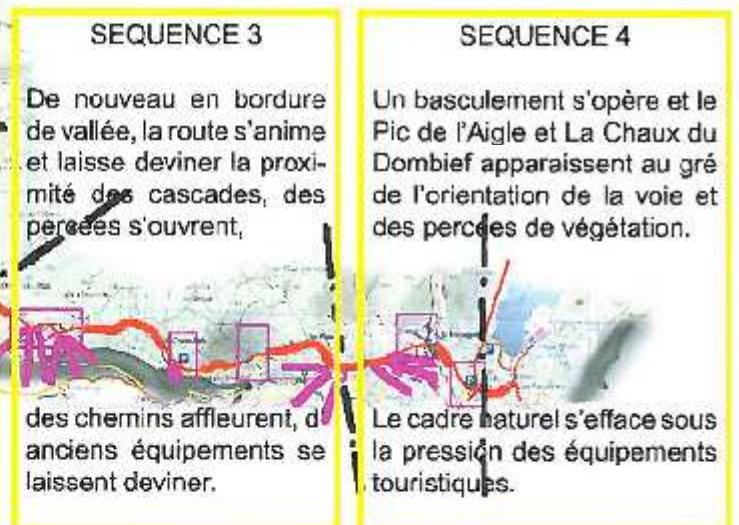 SEQUENCE 3
De nouveau en bordure
de vallée, la route s'anime
et laisse deviner la proxi-
mité des cascades, des
percées s'ouvrent,
des chemins affleurent, d'
anciens équipements se
laissent deviner.
SEQUENCE 4
Un basculement s'opère et le
Pic de l'Aigle et La Chaux du
Dombief apparaissent au gré
de l'orientation de la voie et
des percées de végétation.
Le cadre naturel s'efface sous
la pression des équipements
touristiques.